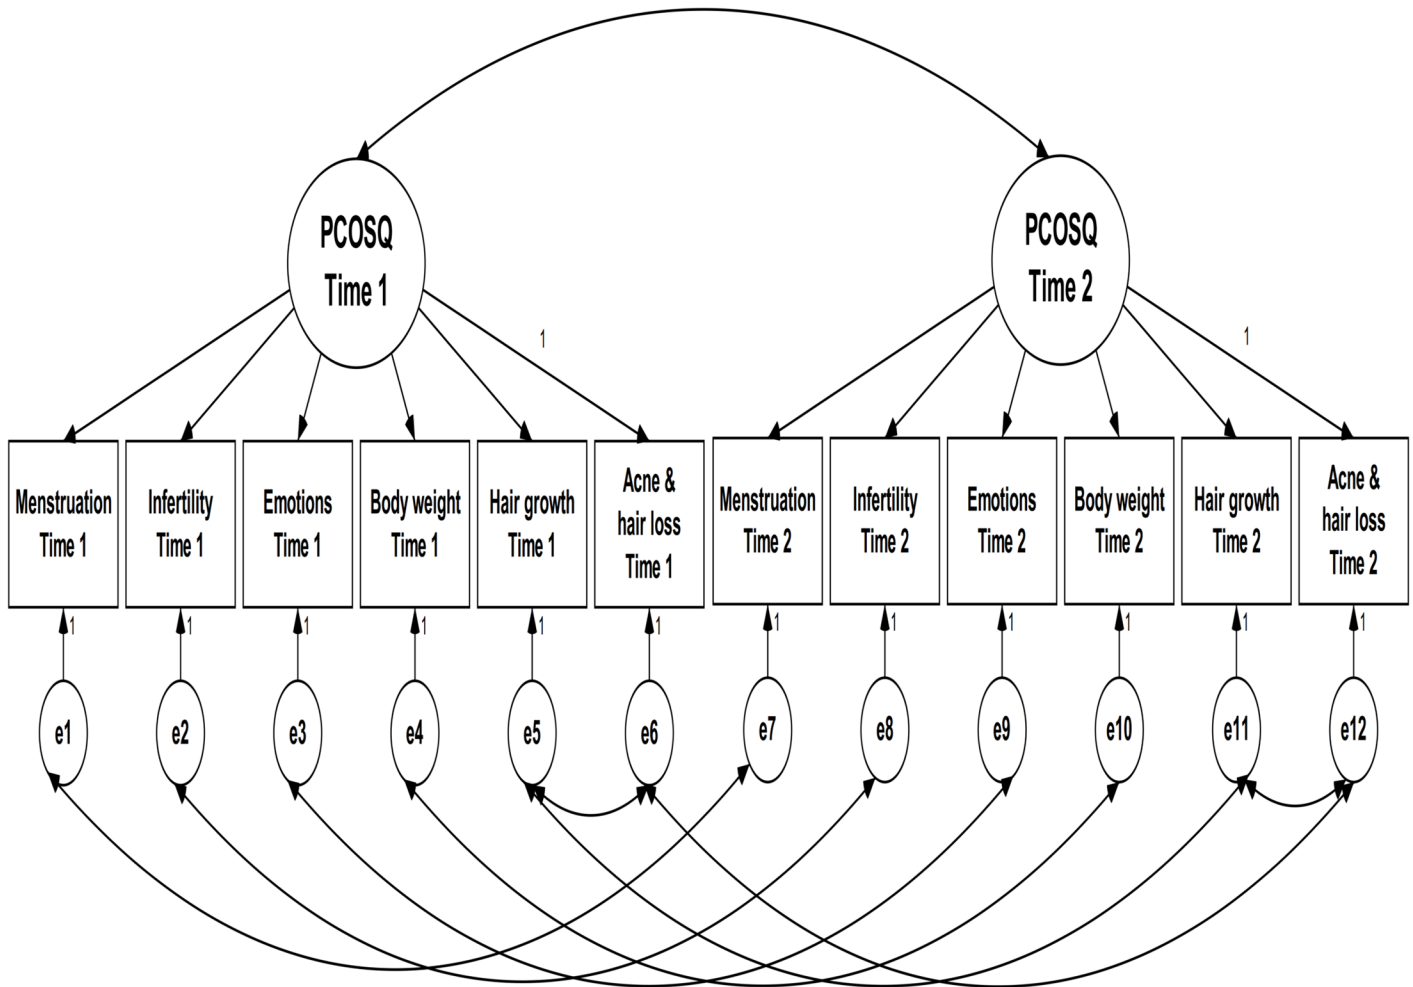 PCOSQ
Time 1
PCOSQ
Time 2
1
1
Menstruation
Time 1
Infertility
Time 1
Emotions
Time 1
Body weight
Time 1
Hair growth
Time 1
Acne &
hair loss
Time 1
Menstruation
Time 2
Infertility
Time 2
Emotions
Time 2
Body weight
Time 2
Hair growth
Time 2
Acne &
hair loss
Time 2
1
1
1
1
1
1
1
1
1
1
1
1
e1
e2
e3
e4
e5
e6
e7
e8
e9
e10
e11
e12